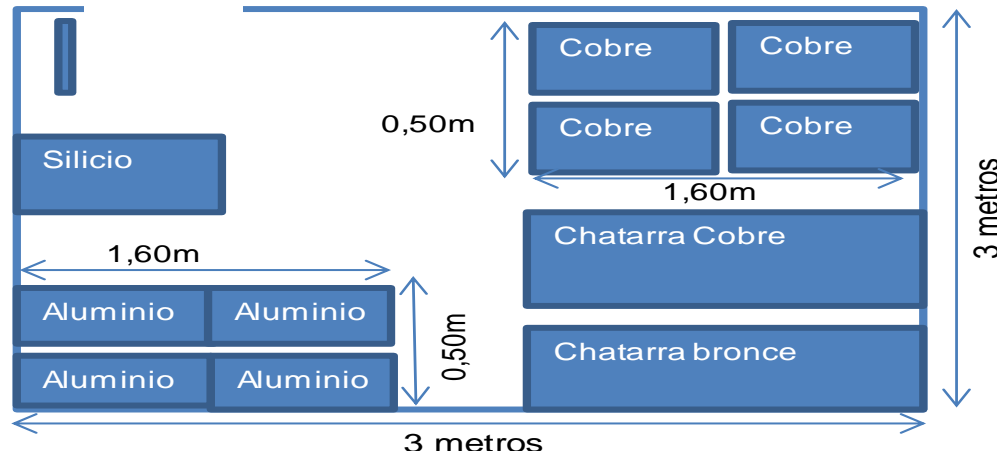 Cobre
Cobre
0,50m
Cobre
Cobre
Silicio
1,60m
3 metros
Chatarra Cobre
1,60m
Aluminio
Aluminio
0,50m
Chatarra bronce
Aluminio
Aluminio
3 metros